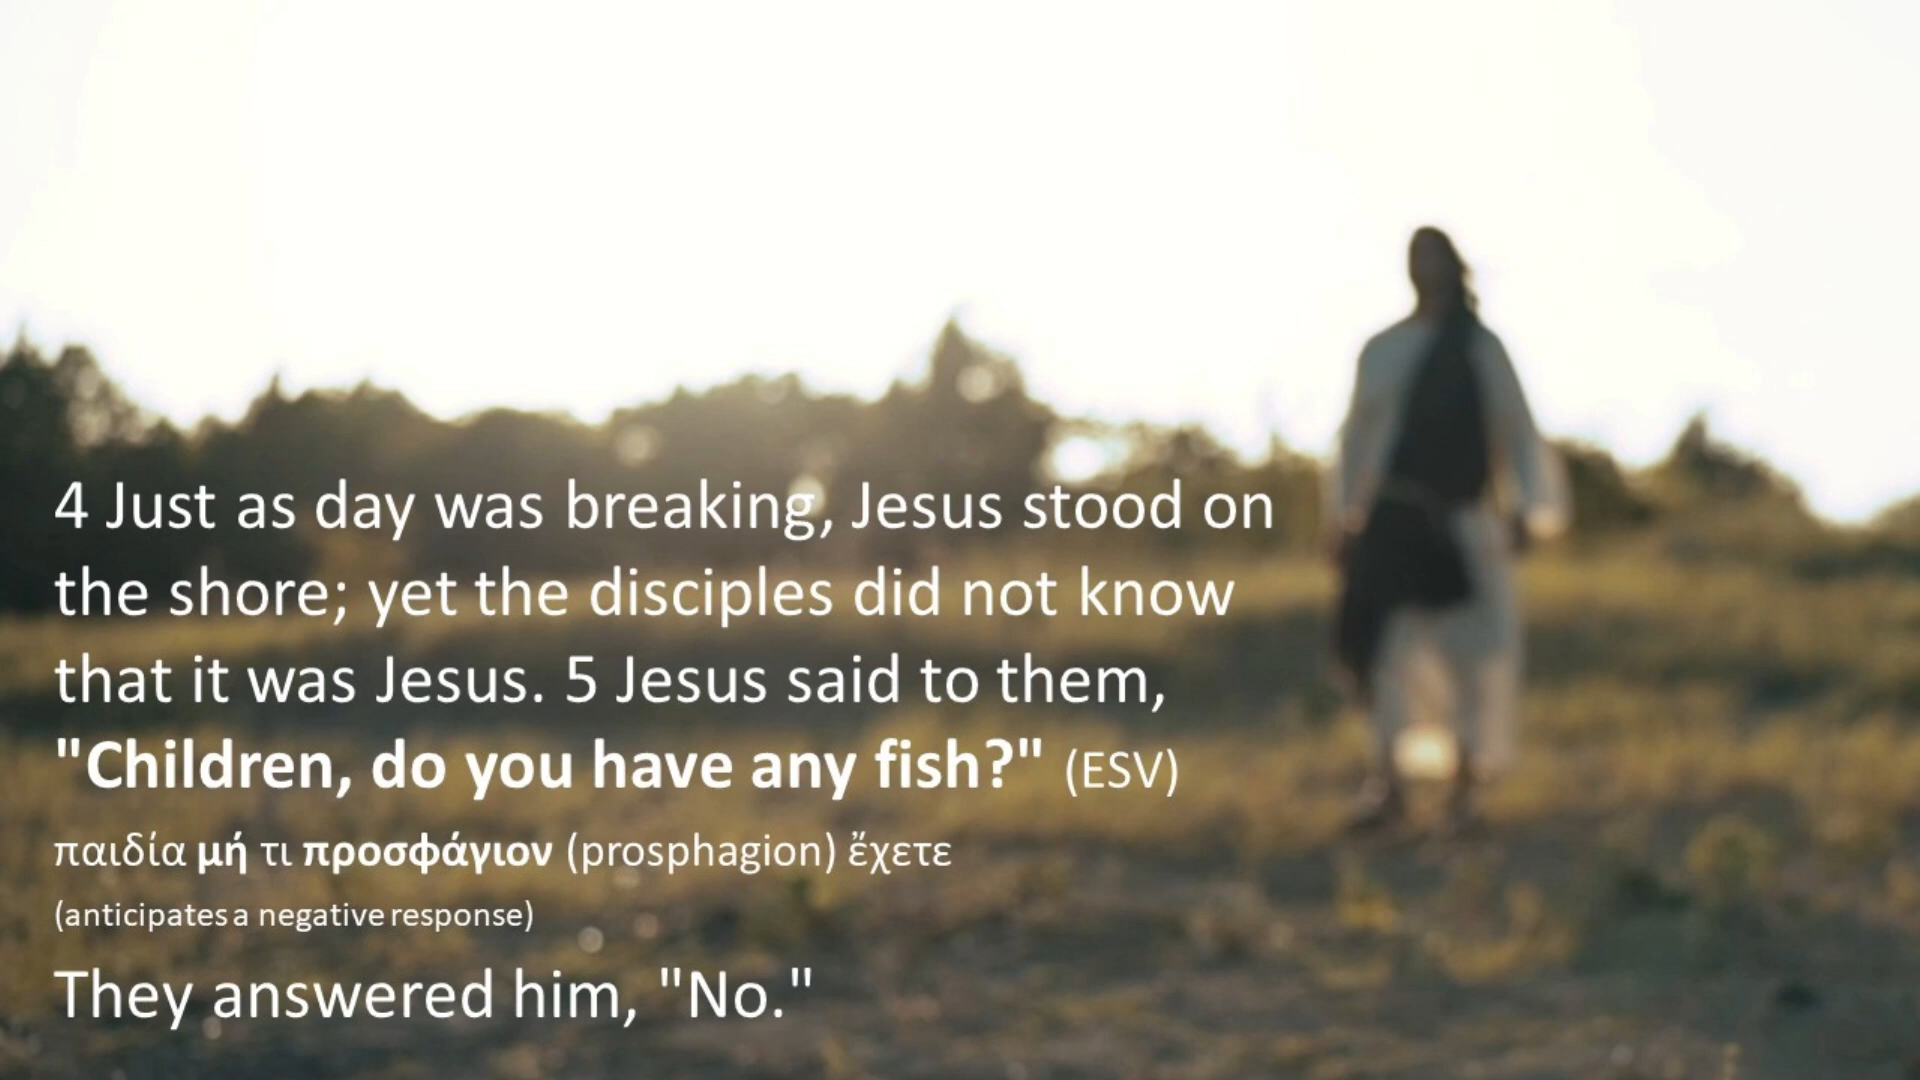 4 Just as day was breaking, Jesus stood on
the shore; yet the disciples did not know
that it was Jesus. 5 Jesus said to them,
"Children, do you have any fish?" (ESV)
παιδία μή τι προσφάγιον (prosphagion) ἔχετε
(anticipates a negative response)
They answered him, "No."